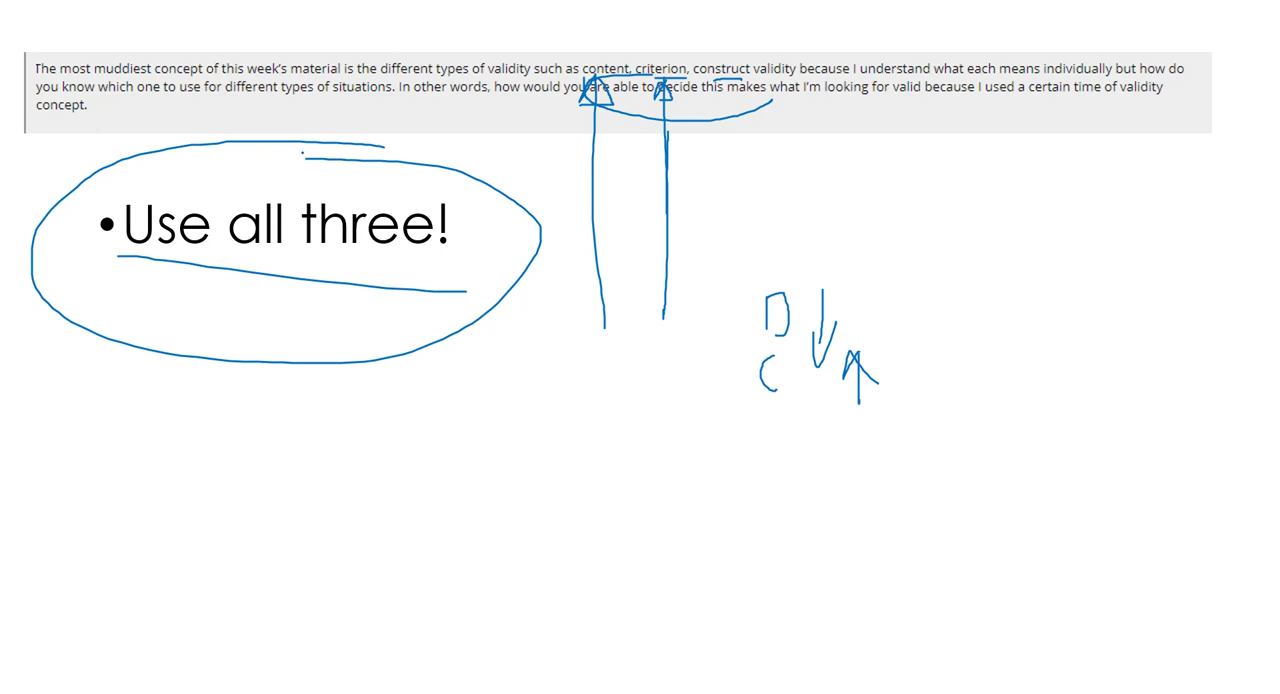 The most muddiest concept of this week's material is the different types of validity such as content, criterion, construct validity because I understand what each means individually but how do
you know which one to use for different types of situations. In other words, how would you are able to decide this makes what I'm looking for valid because I used a certain time of validity
concept.
•Use all three!
D
C